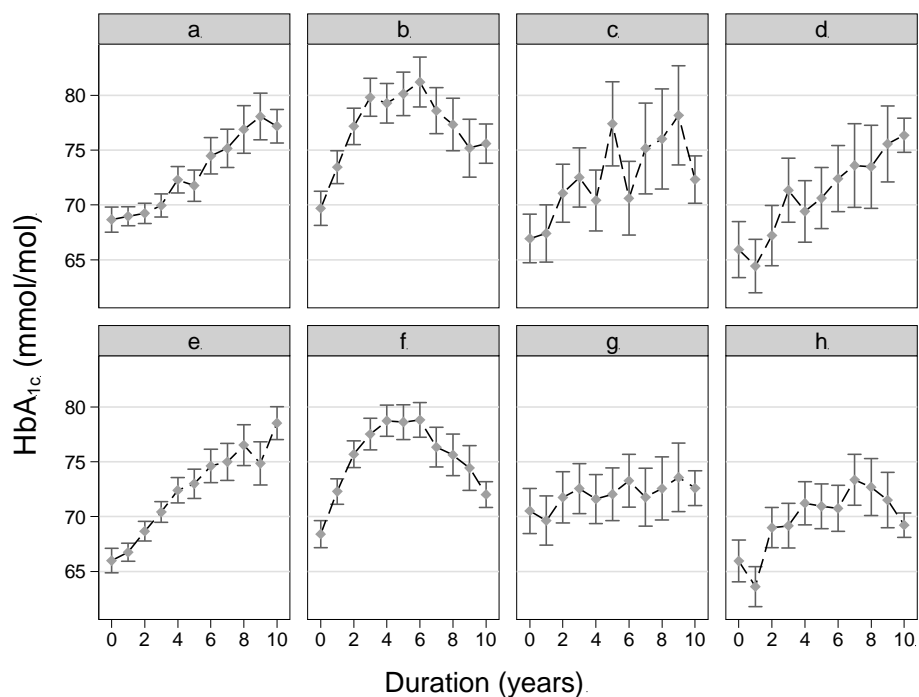 a.
b.
c.
d.
80
75
70
65
e.
f.
g.
h.
80
75
70
65
0 2 4 6 8 10
0 2 4 6 8 10
0 2 4 6 8 10
0 2 4 6 8 10.
HbA1c. (mmol/mol).
Duration (years).